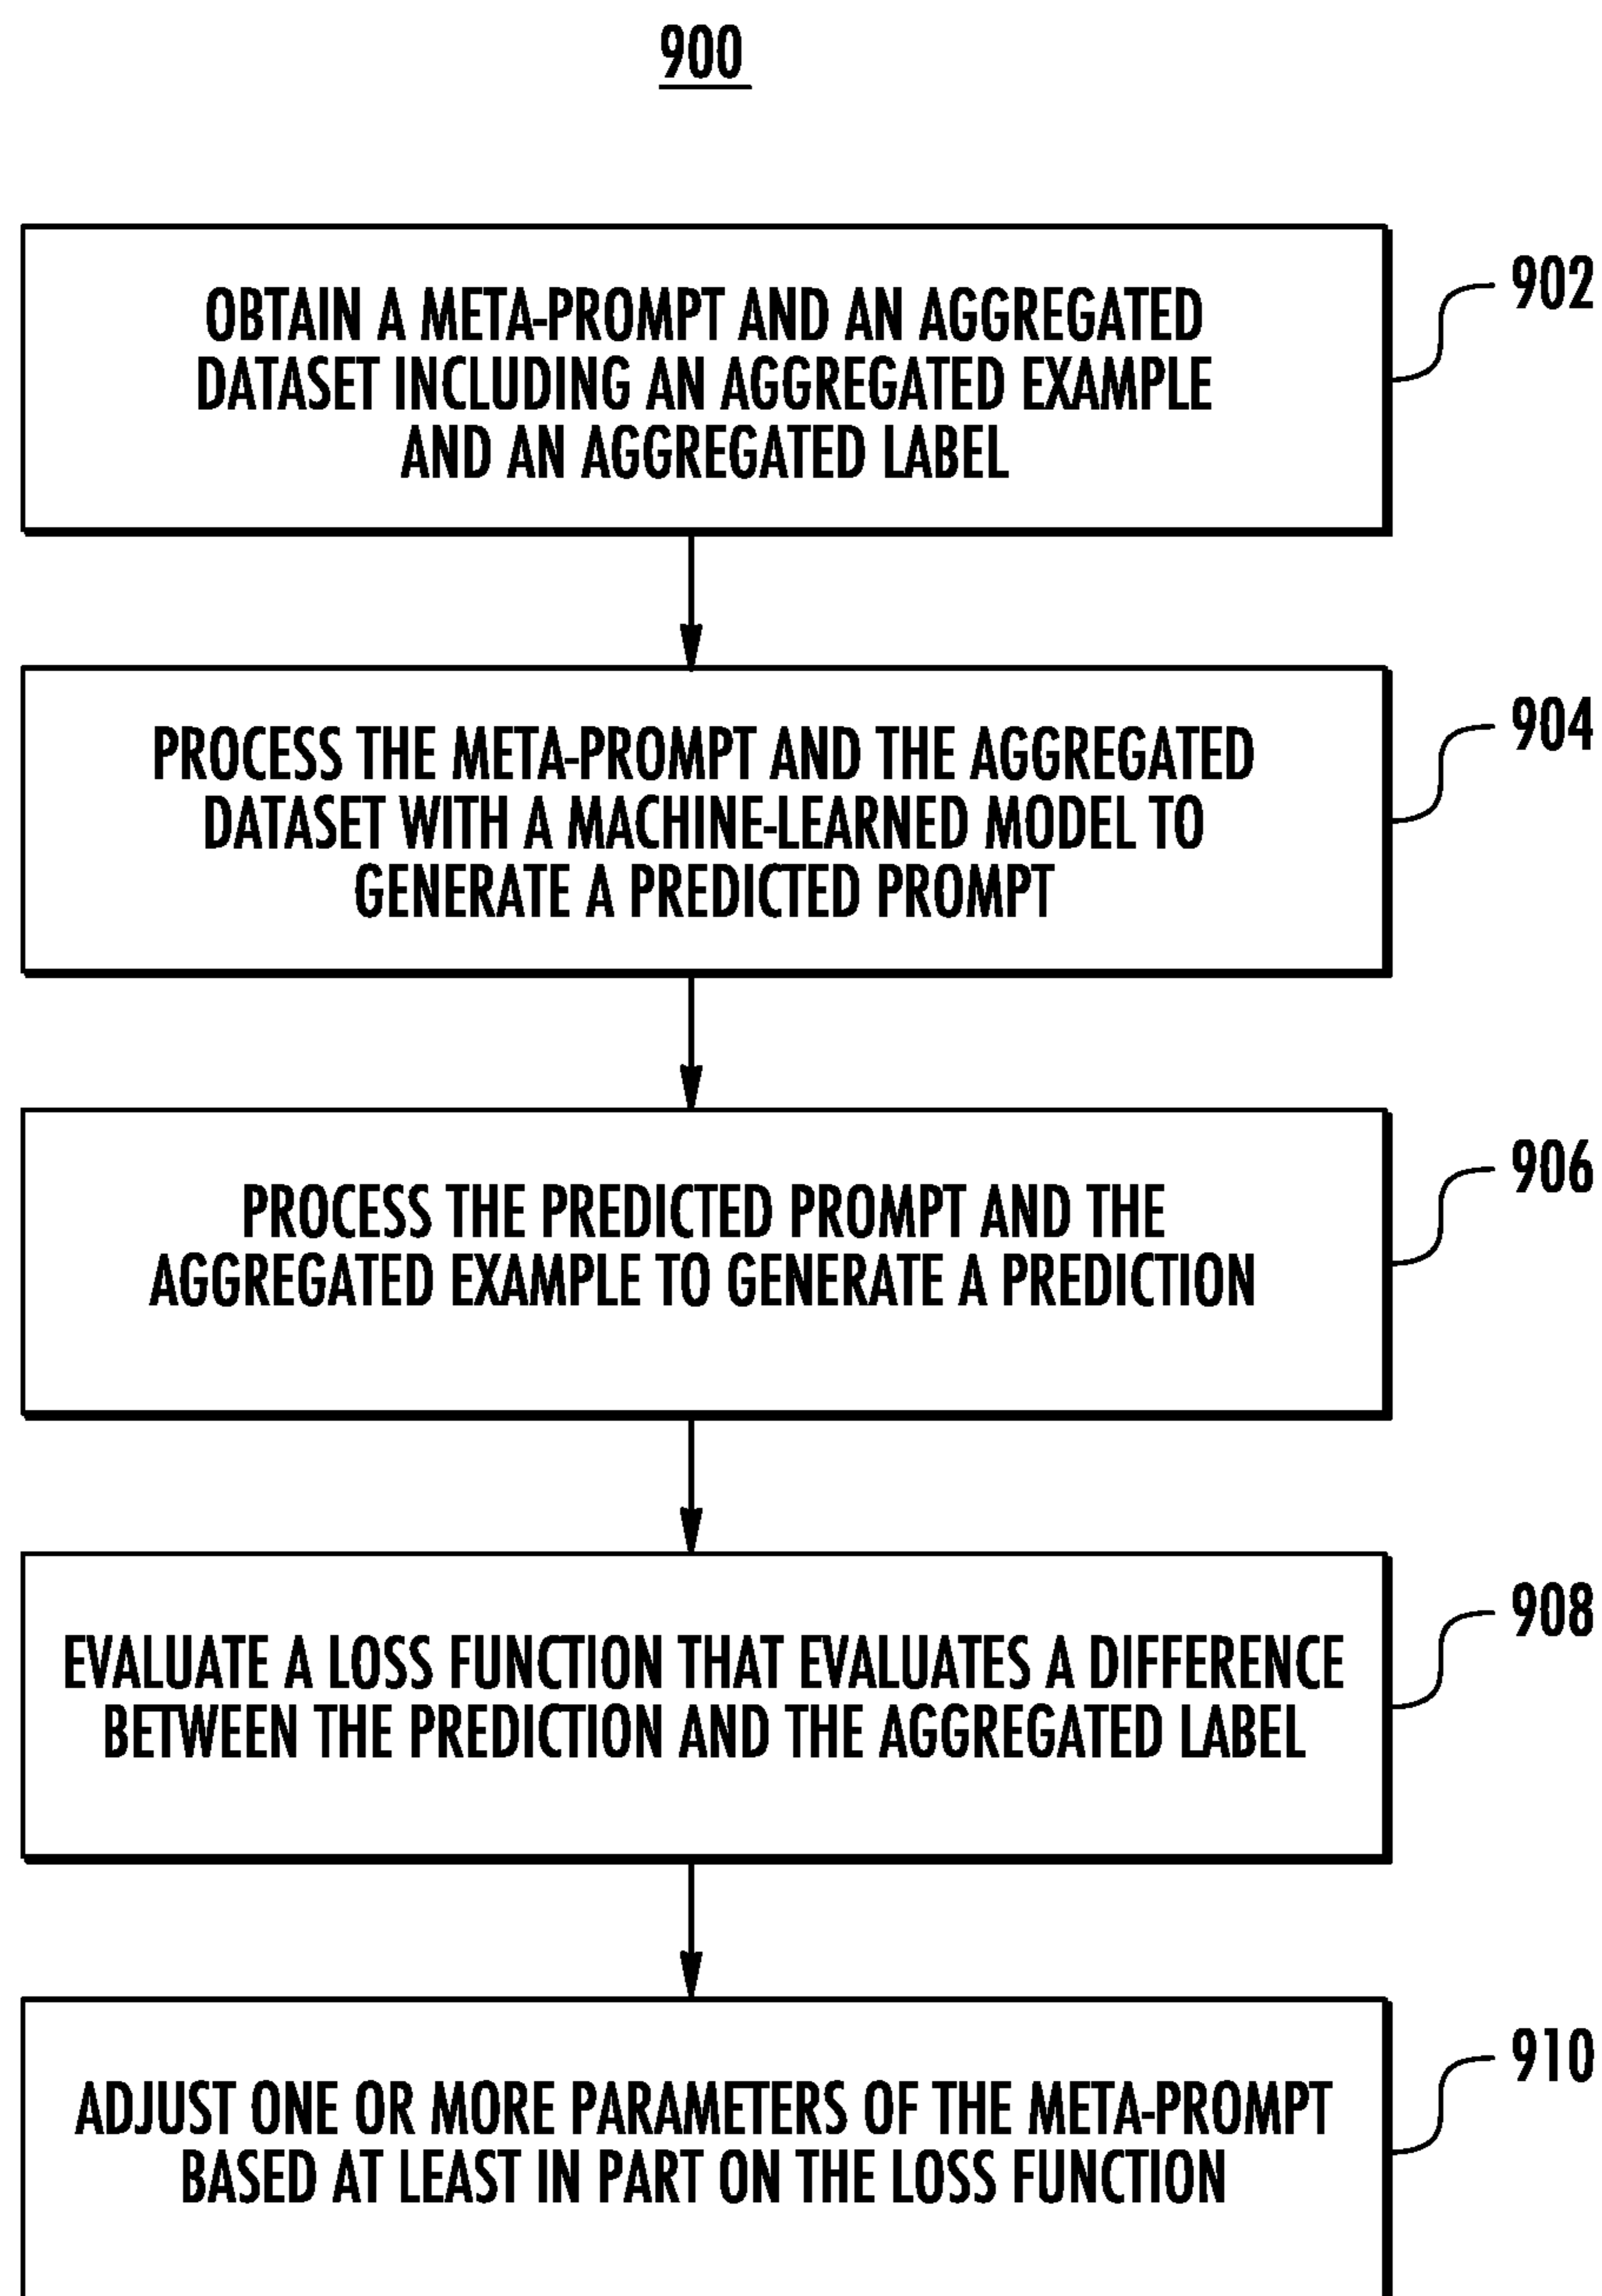 900
OBTAIN A META-PROMPT AND AN AGGREGATED
DATASET INCLUDING AN AGGREGATED EXAMPLE
AND AN AGGREGATED LABEL
902
PROCESS THE META-PROMPT AND THE AGGREGATED
DATASET WITH A MACHINE-LEARNED MODEL TO
GENERATE A PREDICTED PROMPT
904
PROCESS THE PREDICTED PROMPT AND THE
AGGREGATED EXAMPLE TO GENERATE A PREDICTION
906
EVALUATE A LOSS FUNCTION THAT EVALUATES A DIFFERENCE
BETWEEN THE PREDICTION AND THE AGGREGATED LABEL
908
ADJUST ONE OR MORE PARAMETERS OF THE META-PROMPT
BASED AT LEAST IN PART ON THE LOSS FUNCTION
910